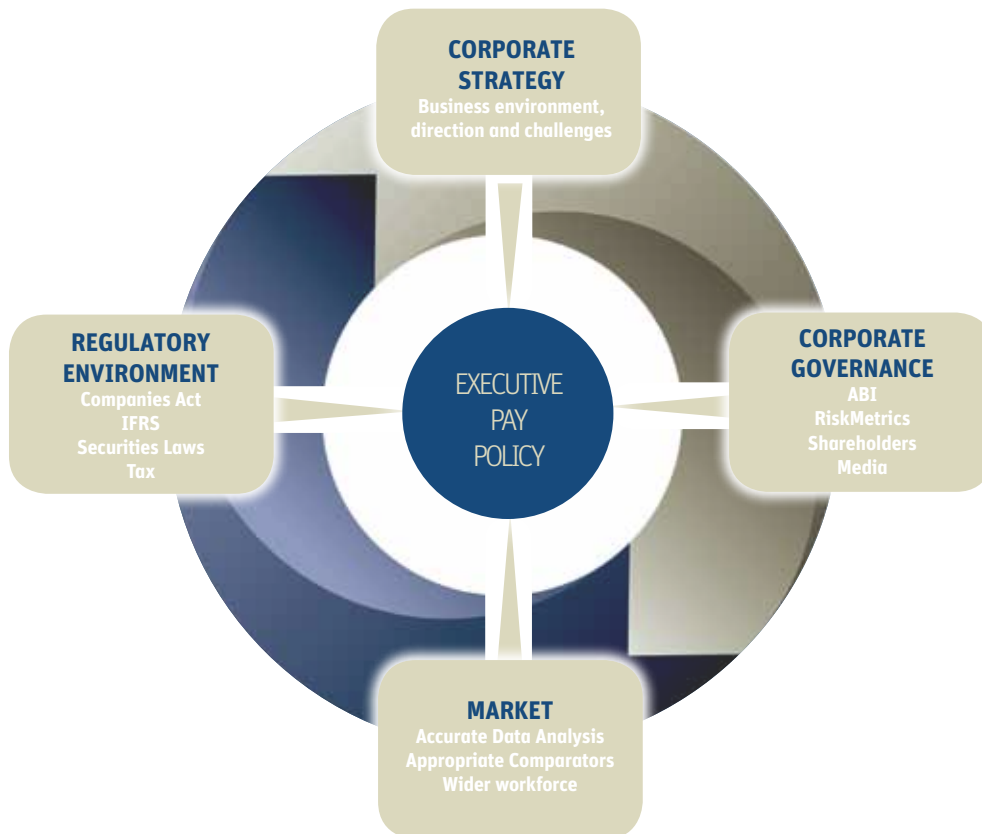 CORPORATE
STRATEGY
Business environment,
direction and challenges
REGULATORY
ENVIRONMENT
Companies Act
IFRS
Securities Laws
Tax
EXECUTIVE
PAY
POLICY
CORPORATE
GOVERNANCE
ABI
RiskMetrics
Shareholders
Media
MARKET
Accurate Data Analysis
Appropriate Comparators
Wider workforce